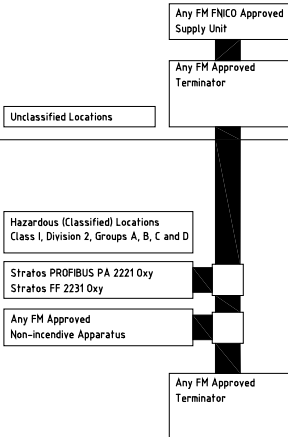 Any FM FNICO Approved
Supply Unit
Any FM Approved
Terminator
Unclassified Locations
Hazardous (Classified) Locations
Class I, Division 2, Groups A, B, C and D
Stratos PROFIBUS PA 2221 Oxy
Stratos FF 2231 Oxy
Any FM Approved
Non-incendive Apparatus
Any FM Approved
Terminator